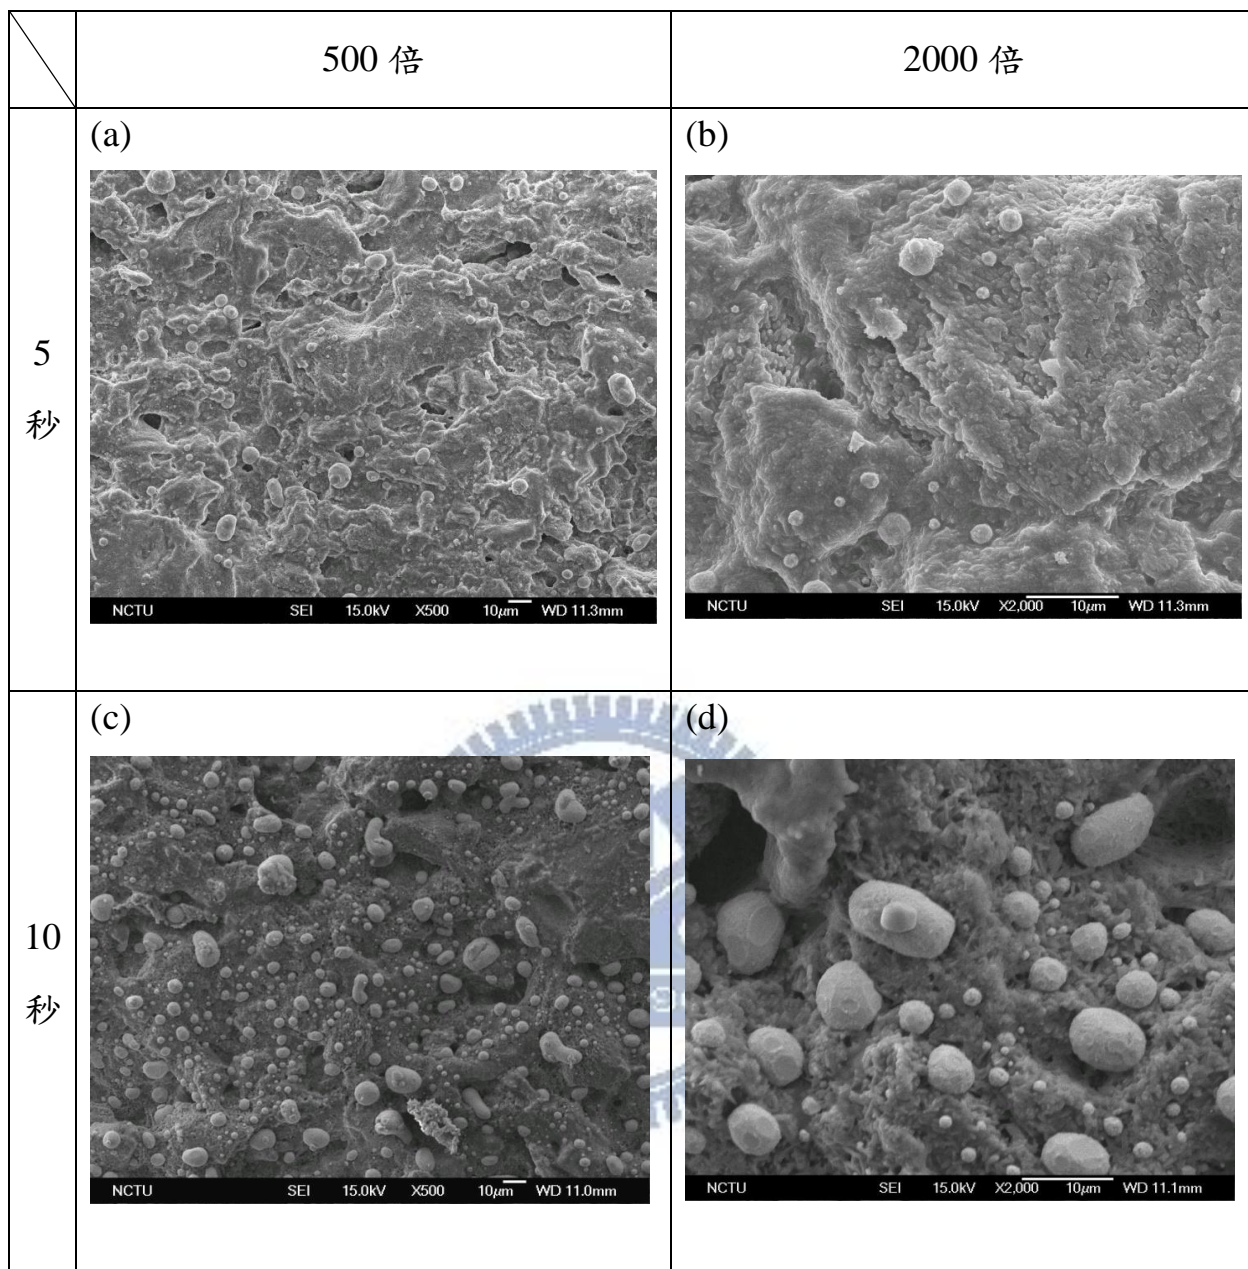 500 倍
2000 倍
5
秒
(a)
NCTU SEI 15.0kV X500 10μm WD 11.3mm
(b)
NCTU SEI 15.0kV X2,000 10μm WD 11.3mm
10
秒
(c)
NCTU SEI 15.0kV X500 10μm WD 11.0mm
(d)
NCTU SEI 15.0kV X2,000 10μm WD 11.1mm